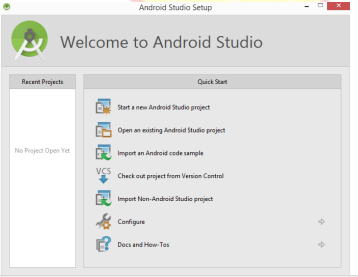 Android Studio Setup
Welcome to Android Studio
Recent Projects
No Project Open Yet
Quick Start
Start a new Android Studio project
Open an existing Android Studio project
Import an Android code sample
VCS
Check out project from Version Control
Import Non-Android Studio project
Configure
Docs and How-Tos